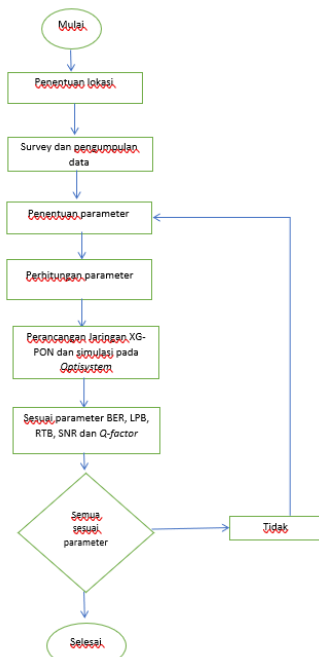 Mulai
Penentuan lokasi
Survey dan pengumpulan
data
Penentuan parameter
Perhitungan parameter
Perancangan Jaringan XG-
PON dan simulasi pada
Optisystem
Sesuai parameter BER, LPB,
RTB, SNR dan Q-factor
Semua
sesuai
parameter
Tidak
Selesai